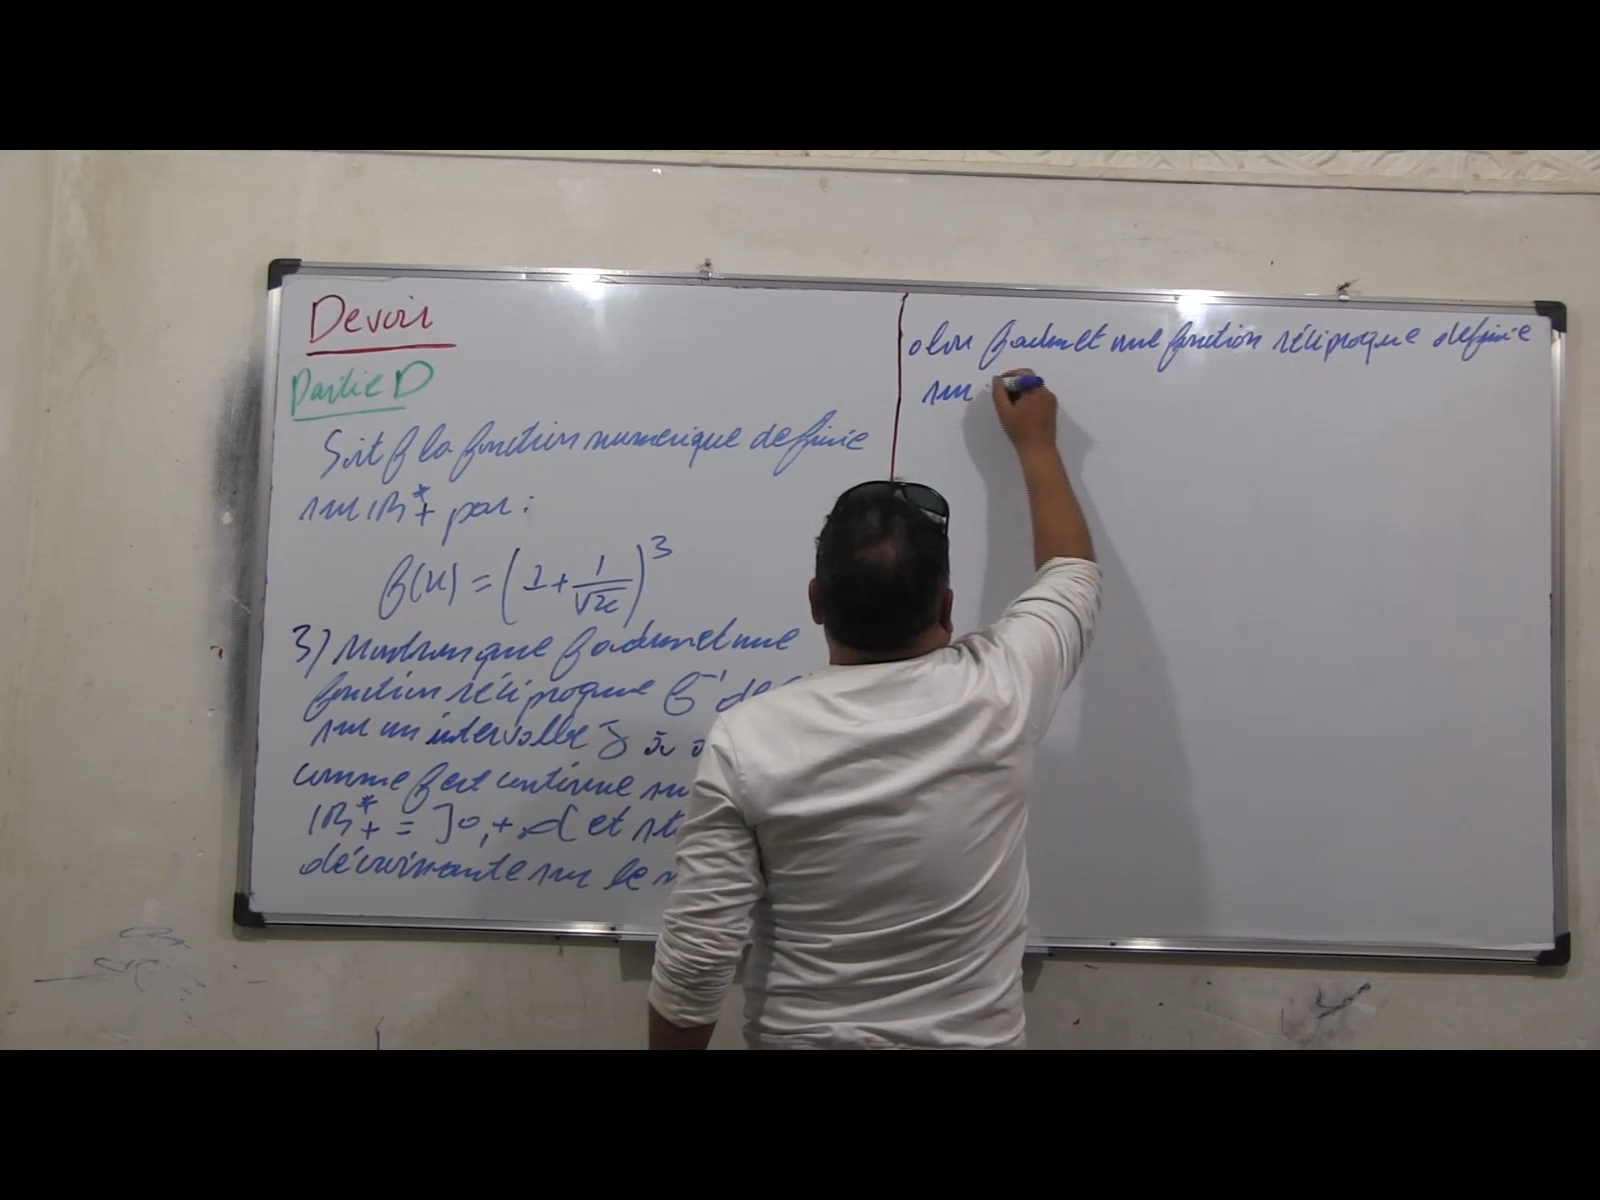 Devoir
Partie D
Soit f la fonction numerique definie
sur IR*+ par :
f(x) = (1 + 1/√x)^3
3) Montrons que f admet une
fonction réciproque f⁻¹ de
sur un intervalle J à
comme f est continue sur
IR*+ = ]0, +∞[ et st
décroissante sur le
alors f admet une fonction réciproque definie
sur